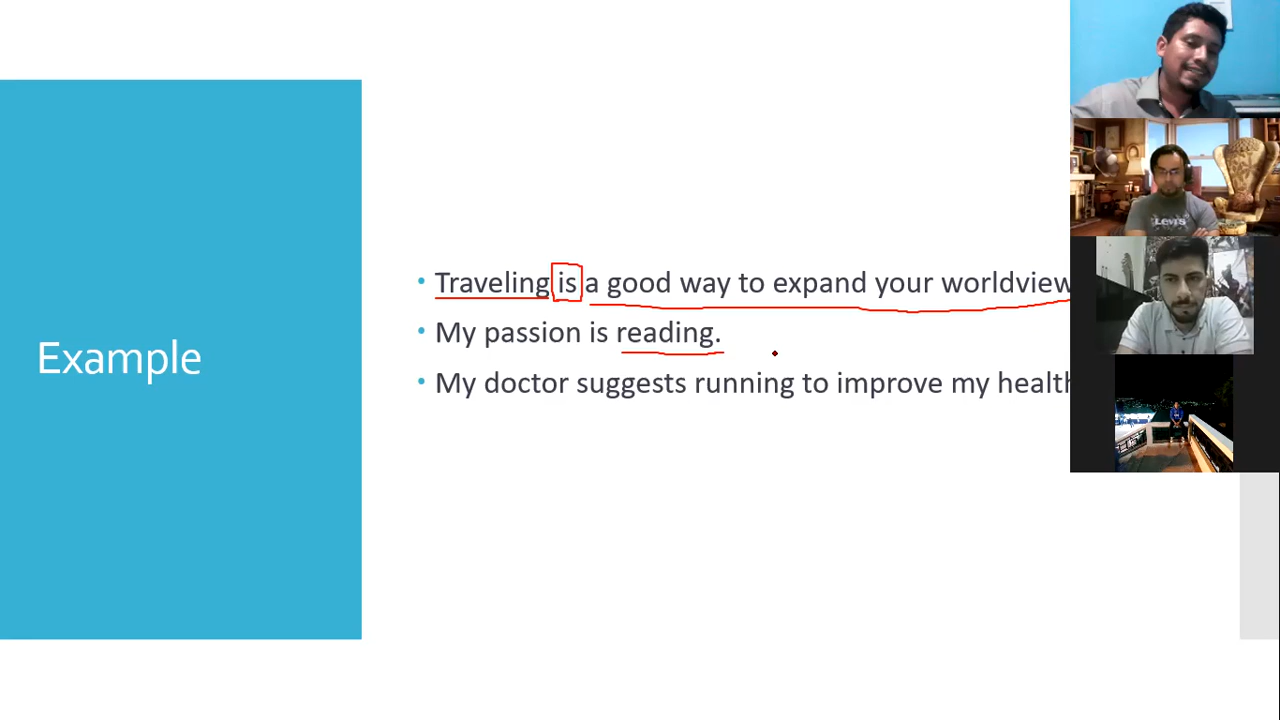 Example
• Traveling is a good way to expand your worldview
• My passion is reading.
• My doctor suggests running to improve my health
LEVI'S